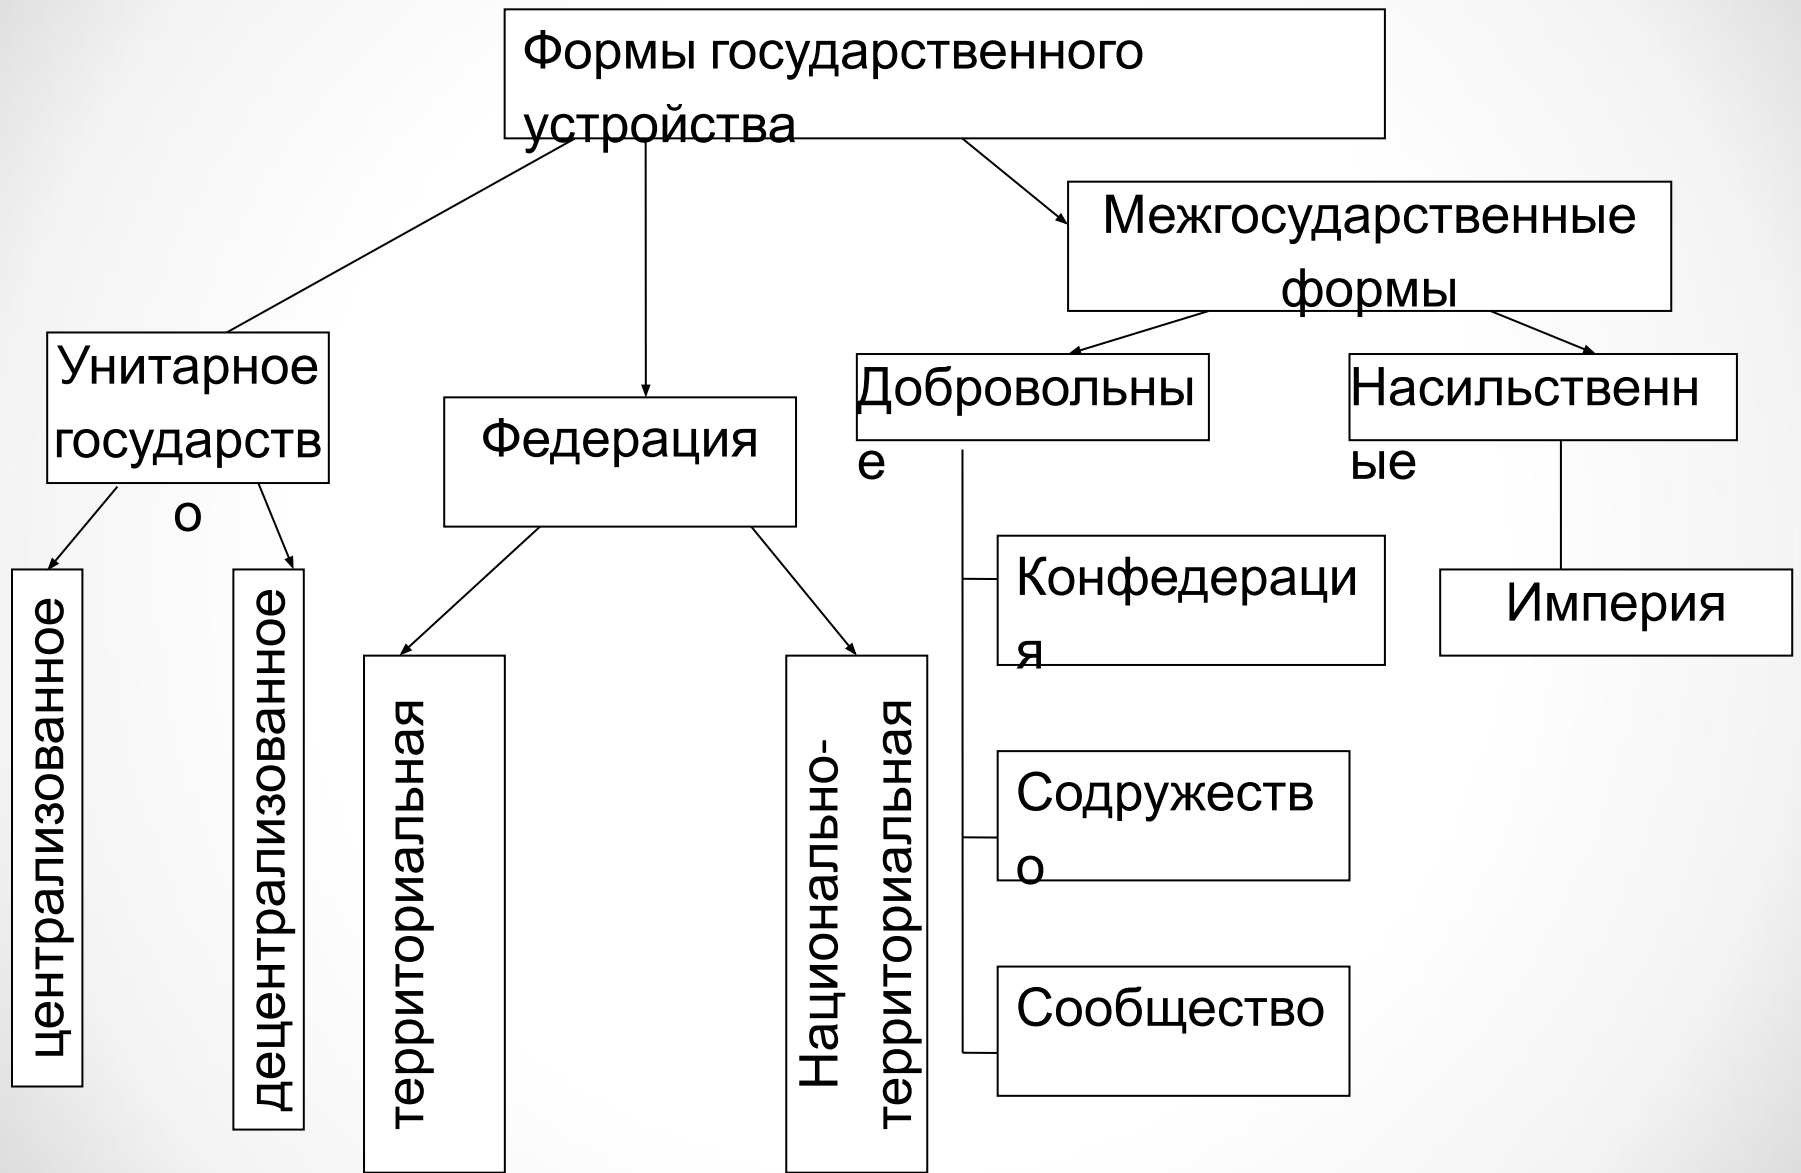 Формы государственного
устройства
Межгосударственные
формы
Унитарное
государств
о
Федерация
Добровольны
е
Насильственн
ые
централизованное
децентрализованное
территориальная
Национально-
территориальная
Конфедераци
я
Содружеств
о
Сообщество
Империя